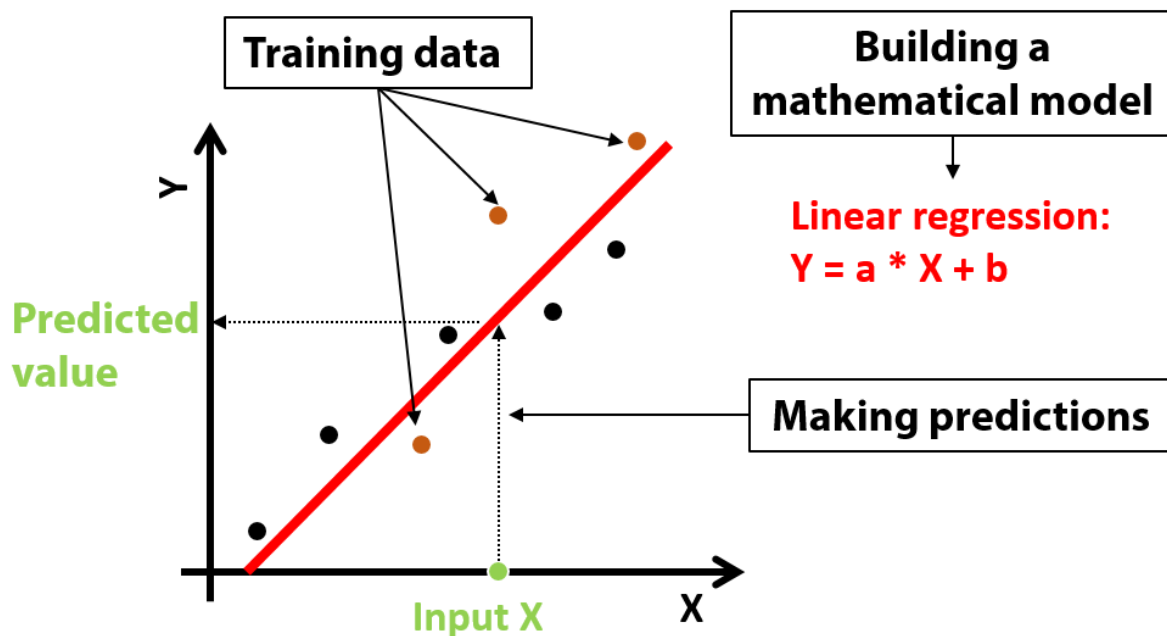 Training data
Building a
mathematical model
Y
Linear regression:
Y = a * X + b
Predicted
value
Making predictions
Input X
X